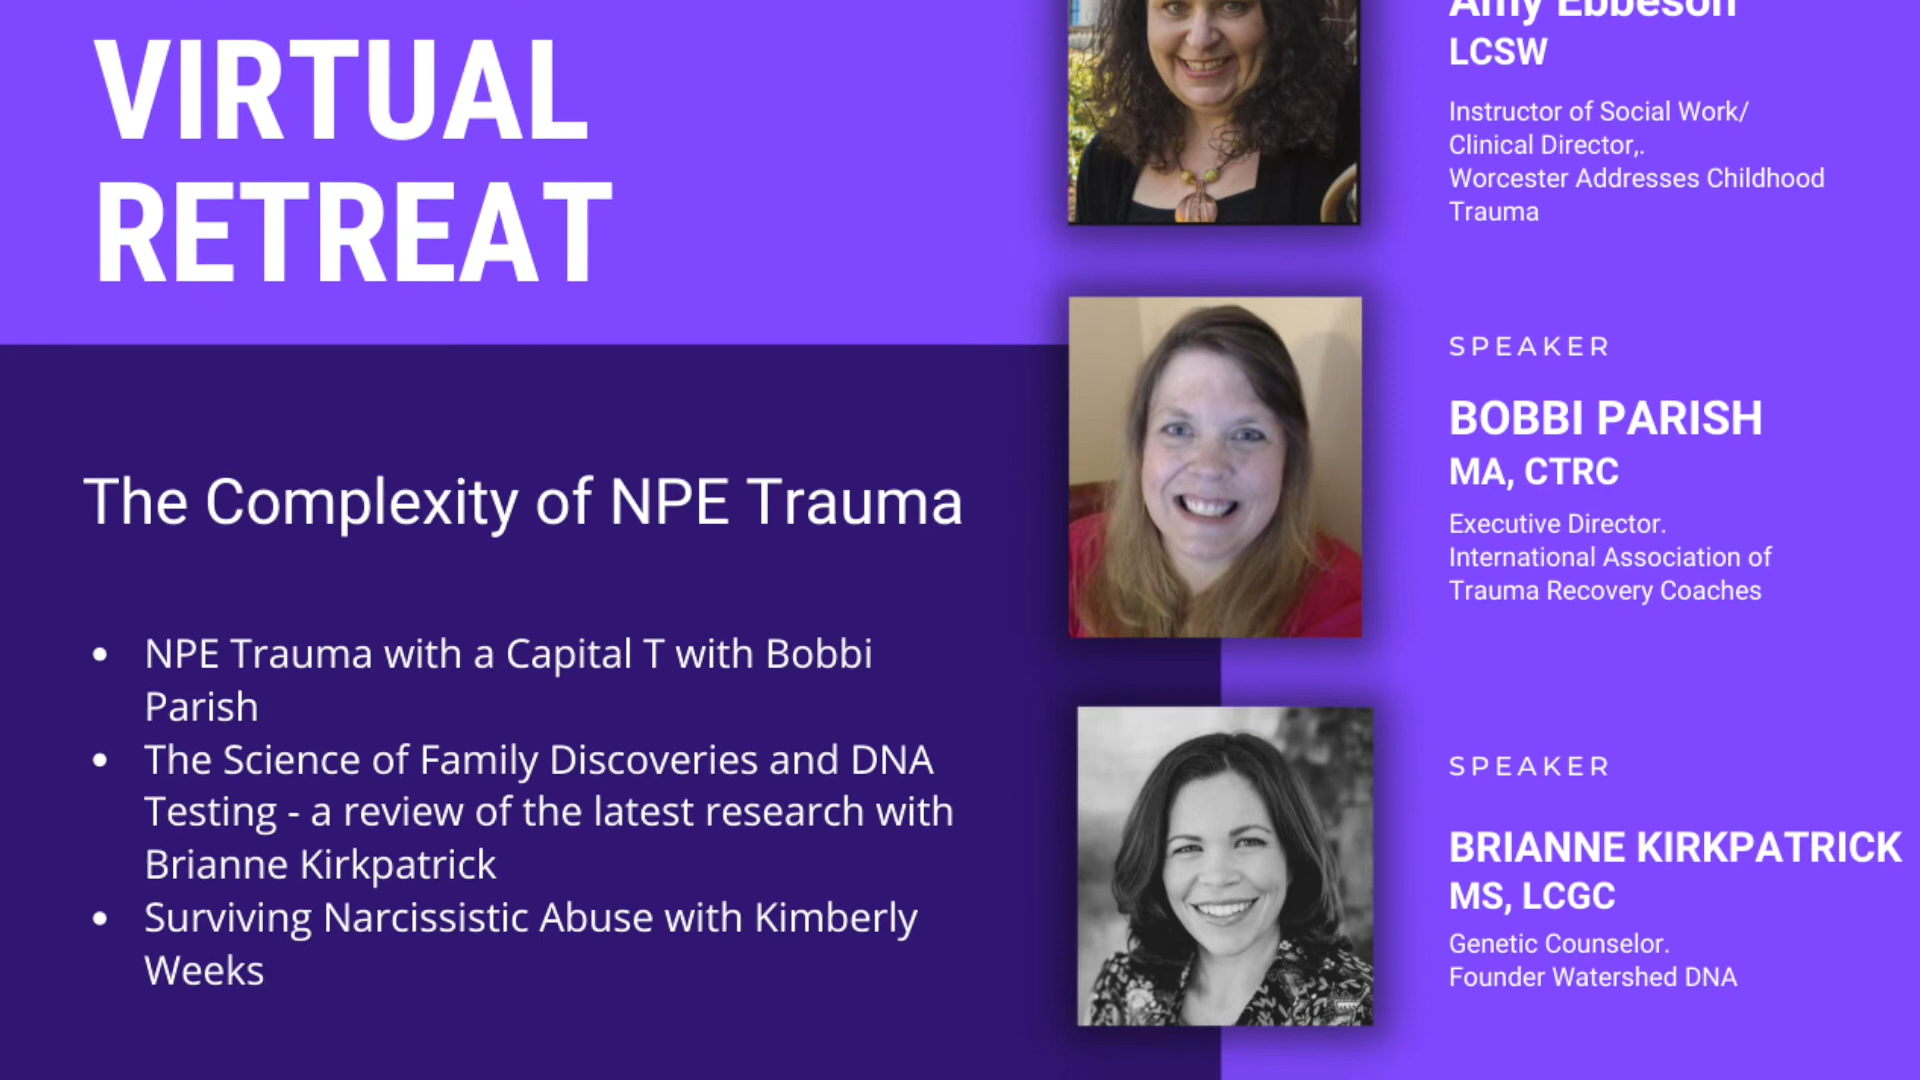 VIRTUAL
RETREAT
The Complexity of NPE Trauma
• NPE Trauma with a Capital T with Bobbi
Parish
• The Science of Family Discoveries and DNA
Testing - a review of the latest research with
Brianne Kirkpatrick
• Surviving Narcissistic Abuse with Kimberly
Weeks
Amy Ebbeson
LCSW
Instructor of Social Work/
Clinical Director,.
Worcester Addresses Childhood
Trauma
SPEAKER
BOBBI PARISH
MA, CTRC
Executive Director.
International Association of
Trauma Recovery Coaches
SPEAKER
BRIANNE KIRKPATRICK
MS, LCGC
Genetic Counselor.
Founder Watershed DNA